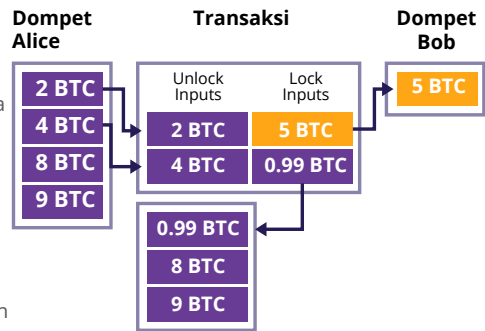 Dompet
Alice
2 BTC
4 BTC
8 BTC
9 BTC
Transaksi
Unlock
Inputs
Lock
Inputs
2 BTC
5 BTC
4 BTC
0.99 BTC
Dompet
Bob
5 BTC
0.99 BTC
8 BTC
9 BTC
a
n